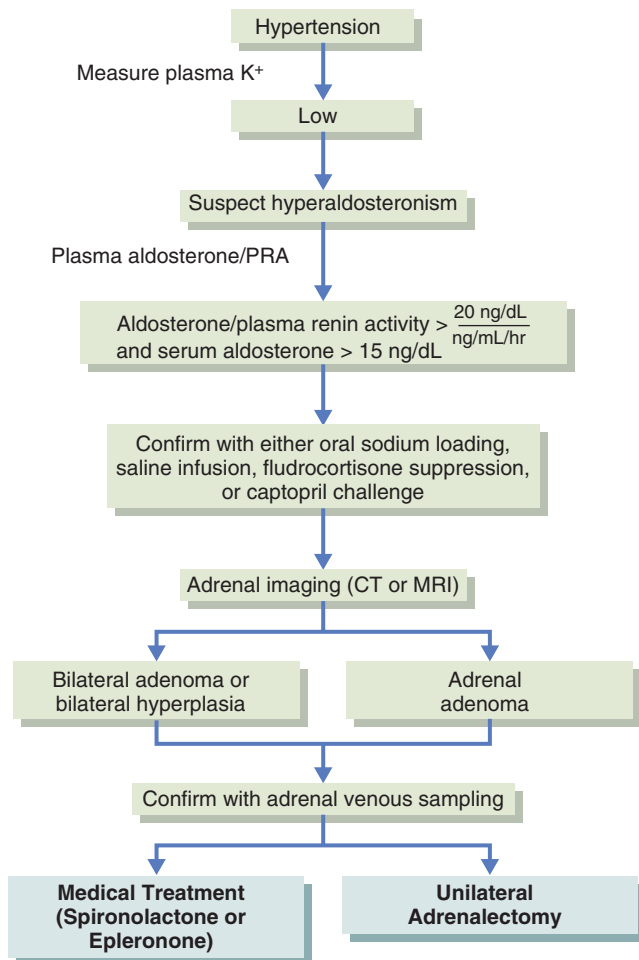 Hypertension
Measure plasma K⁺
Low
Suspect hyperaldosteronism
Plasma aldosterone/PRA
Aldosterone/plasma renin activity > 20 ng/dL / ng/mL/hr
and serum aldosterone > 15 ng/dL
Confirm with either oral sodium loading,
saline infusion, fludrocortisone suppression,
or captopril challenge
Adrenal imaging (CT or MRI)
Bilateral adenoma or
bilateral hyperplasia
Adrenal
adenoma
Confirm with adrenal venous sampling
Medical Treatment
(Spironolactone or
Epleronone)
Unilateral
Adrenalectomy